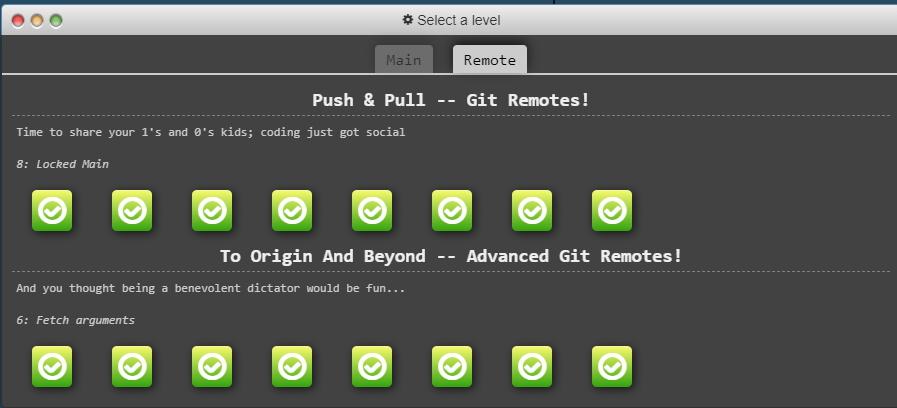 Select a level
Main
Remote
Push & Pull -- Git Remotes!
Time to share your 1's and 0's kids; coding just got social
8: Locked Main
To Origin And Beyond -- Advanced Git Remotes!
And you thought being a benevolent dictator would be fun...
6: Fetch arguments